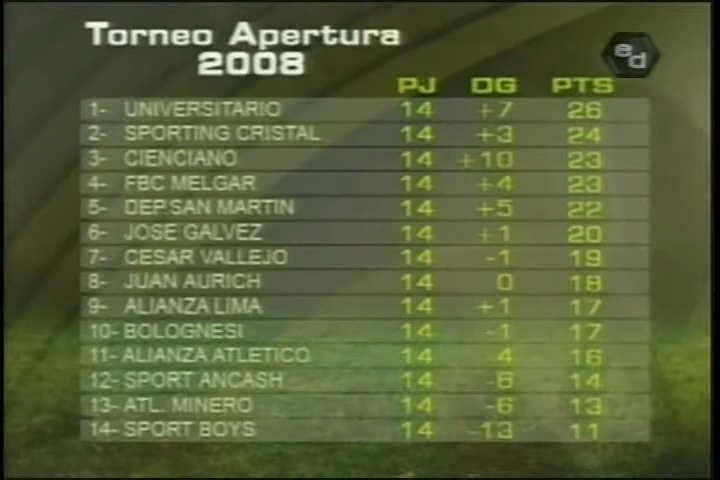 Torneo Apertura
2008
ed
PJ DG PTS
1- UNIVERSITARIO 14 +7 26
2- SPORTING CRISTAL 14 +3 24
3- CIENCIANO 14 +10 23
4- FBC MELGAR 14 +4 23
5- DEP.SAN MARTIN 14 +5 22
6- JOSE GALVEZ 14 +1 20
7- CESAR VALLEJO 14 -1 19
8- JUAN AURICH 14 0 18
9- ALIANZA LIMA 14 +1 17
10- BOLOGNESI 14 -1 17
11- ALIANZA ATLETICO 14 4 16
12- SPORT ANCASH 14 14
13- ATL. MINERO 14 -6 13
14- SPORT BOYS 14 -13 11